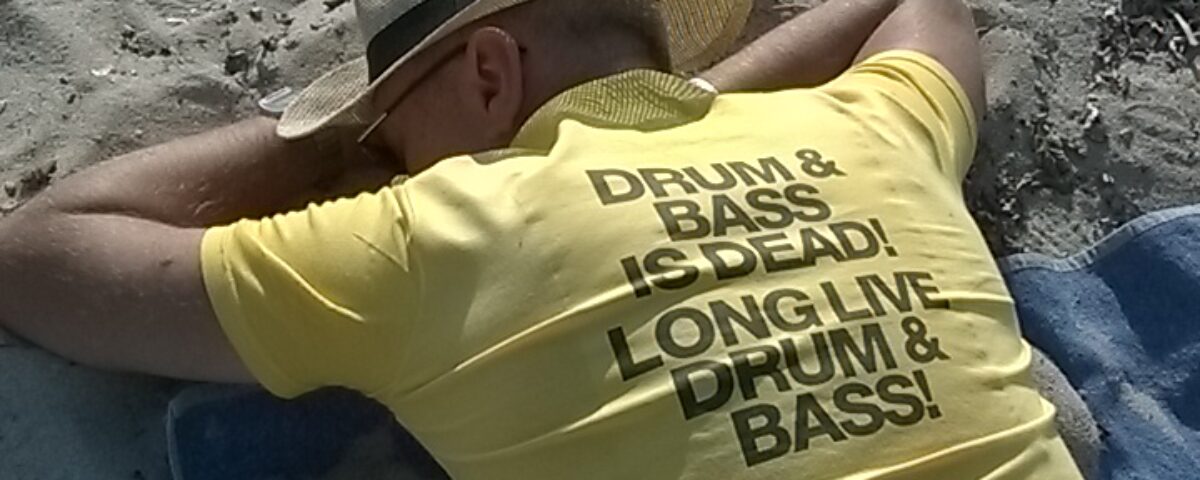 DRUM &
BASS
IS DEAD!
LONG LIVE
DRUM &
BASS!